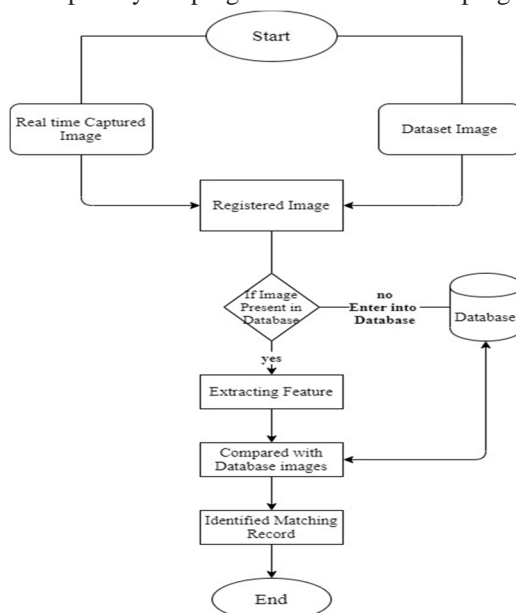 Start
Real time Captured
Image
Dataset Image
Registered Image
If Image
Present in
Database
no
Enter into
Database
Database
yes
Extracting Feature
Compared with
Database images
Identified Matching
Record
End